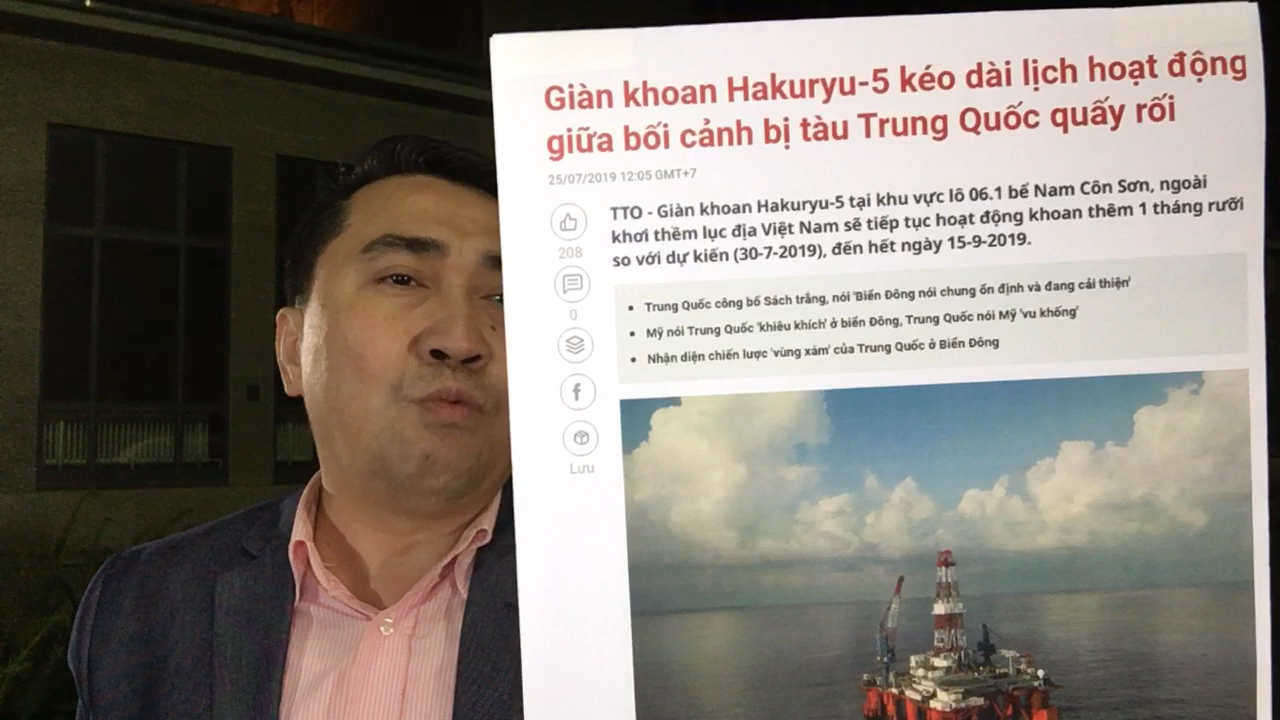 Giàn khoan Hakuryu-5 kéo dài lịch hoạt động
giữa bối cảnh bị tàu Trung Quốc quấy rối
25/07/2019 12:05 GMT+7
TTO - Giàn khoan Hakuryu-5 tại khu vực lô 06.1 bể Nam Côn Sơn, ngoài
khơi thềm lục địa Việt Nam sẽ tiếp tục hoạt động khoan thêm 1 tháng rưỡi
so với dự kiến (30-7-2019), đến hết ngày 15-9-2019.
208
0
Lưu
• Trung Quốc công bố Sách trắng, nói 'Biển Đông nói chung ổn định và đang cải thiện'
• Mỹ nói Trung Quốc 'khiêu khích' ở biển Đông, Trung Quốc nói Mỹ 'vu khống'
• Nhận diện chiến lược 'vùng xám' của Trung Quốc ở Biển Đông